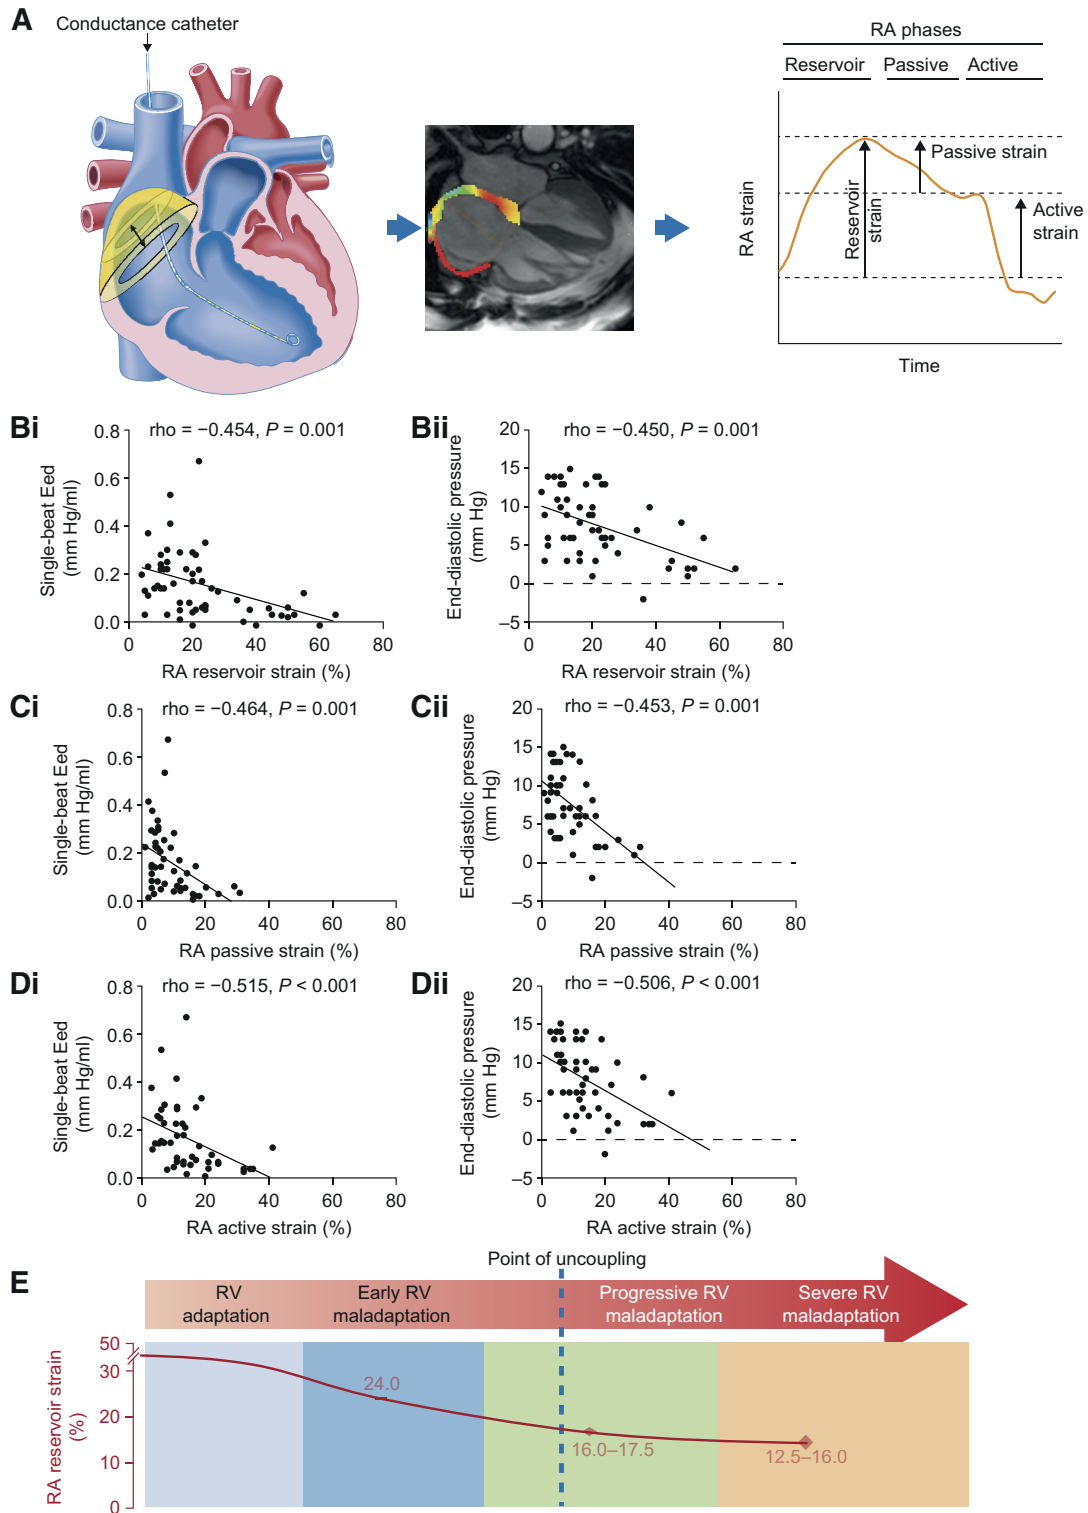 A
Conductance catheter
RA phases
Reservoir Passive Active
Passive strain
Active
strain
Reservoir
strain
RA strain
Time
Bi
rho = −0.454, P = 0.001
Single-beat Eed
(mm Hg/ml)
0.8
0.6
0.4
0.2
0.0
0 20 40 60 80
RA reservoir strain (%)
Bii
rho = −0.450, P = 0.001
End-diastolic pressure
(mm Hg)
20
15
10
5
0
−5
0 20 40 60 80
RA reservoir strain (%)
Ci
rho = −0.464, P = 0.001
Single-beat Eed
(mm Hg/ml)
0.8
0.6
0.4
0.2
0.0
0 20 40 60 80
RA passive strain (%)
Cii
rho = −0.453, P = 0.001
End-diastolic pressure
(mm Hg)
20
15
10
5
0
−5
0 20 40 60 80
RA passive strain (%)
Di
rho = −0.515, P < 0.001
Single-beat Eed
(mm Hg/ml)
0.8
0.6
0.4
0.2
0.0
0 20 40 60 80
RA active strain (%)
Dii
rho = −0.506, P < 0.001
End-diastolic pressure
(mm Hg)
20
15
10
5
0
−5
0 20 40 60 80
RA active strain (%)
E
Point of uncoupling
RV
adaptation
Early RV
maladaptation
Progressive RV
maladaptation
Severe RV
maladaptation
RA reservoir strain
(%)
50
30
20
10
0
24.0
16.0–17.5
12.5–16.0